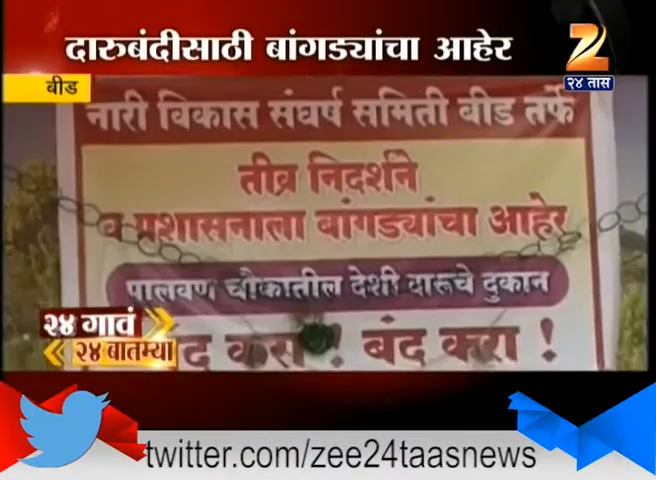 दारुबंदीसाठी बांगड्यांचा आहेर
बीड
२४ तास
नारी विकास संघर्ष समिती बीड तर्फे
तीव्र निदर्शने
व प्रशासनाला बांगड्यांचा आहेर
पालवण चौकातील देशी दारूचे दुकान
बंद करा ! बंद करा !
२४ गावं
२४ बातम्या
twitter.com/zee24taasnews